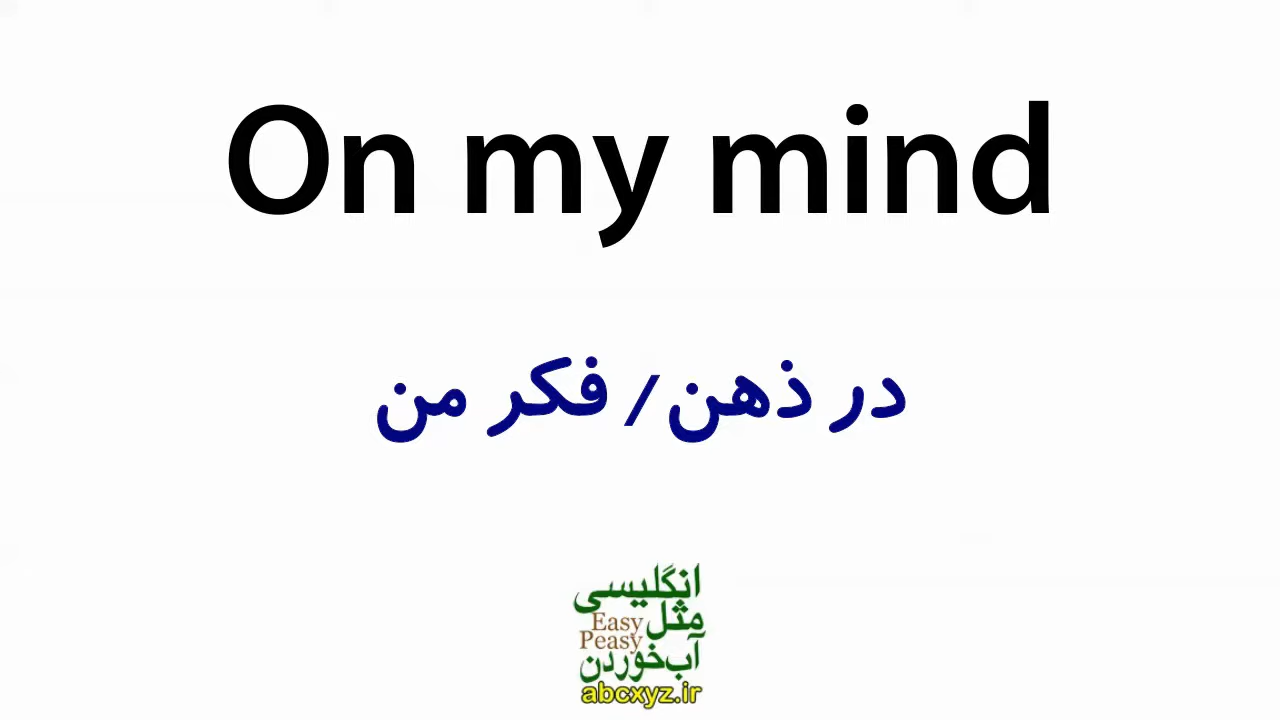 On my mind
در ذهن/ فکر من
انگلیسی
مثل Easy
Peasy
آب‌خوردن
abcxyz.ir